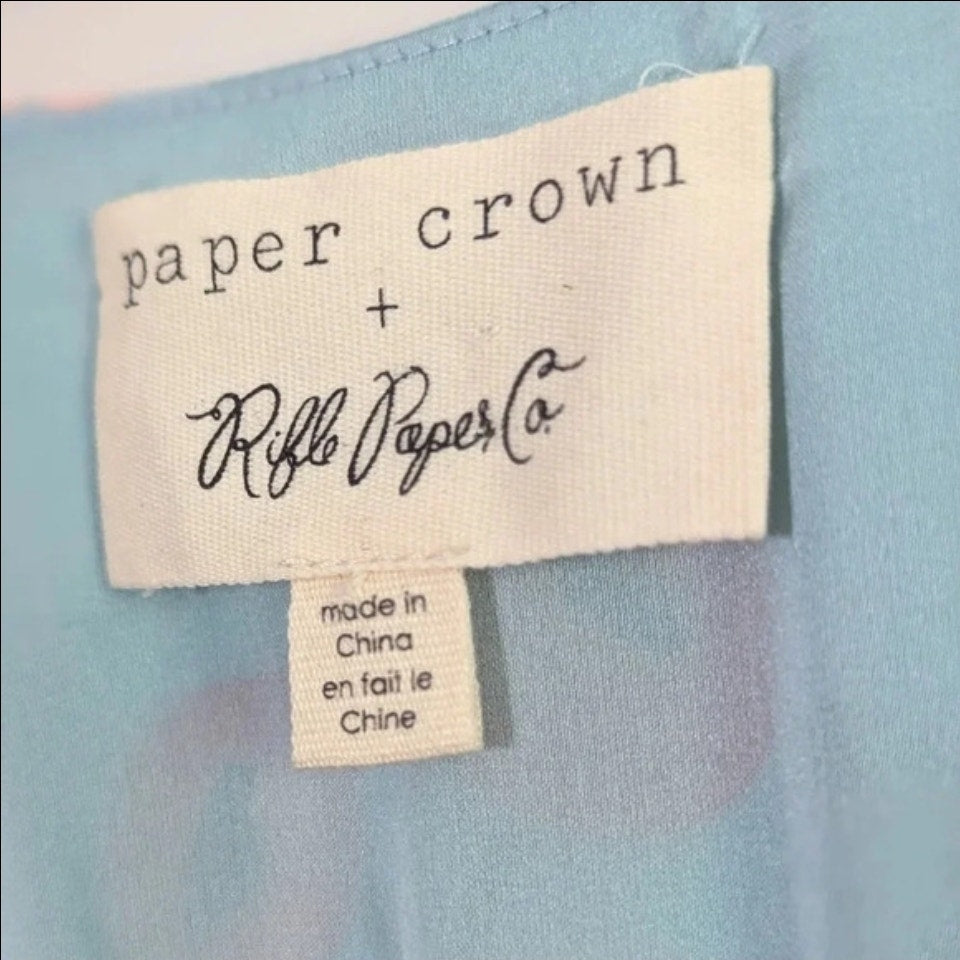 paper crown
+
Rifle Paper Co.
made in
China
en fait le
Chine